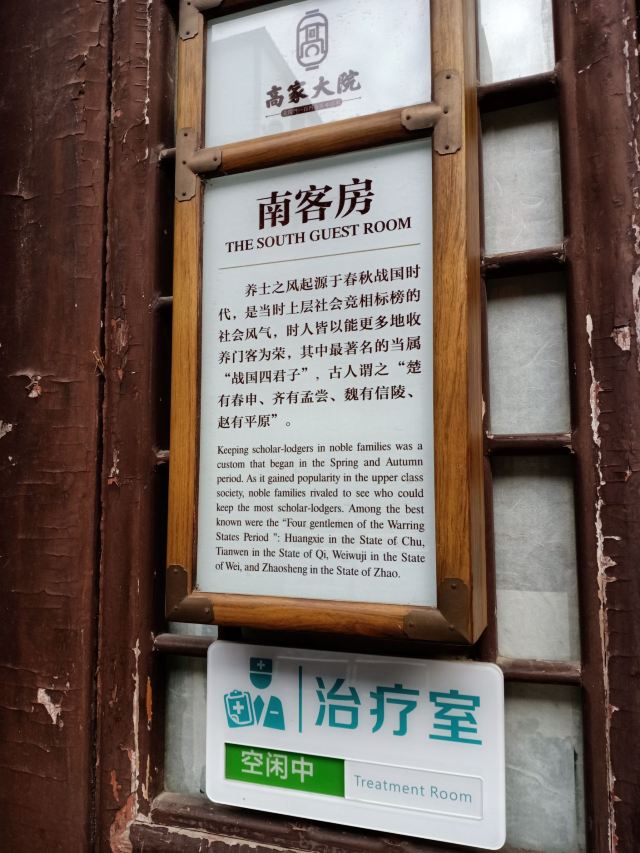 高
高家大院
南客房
THE SOUTH GUEST ROOM
养士之风起源于春秋战国时
代，是当时上层社会竞相标榜的
社会风气，时人皆以能更多地收
养门客为荣，其中最著名的当属
“战国四君子”，古人谓之“楚
有春申、齐有孟尝、魏有信陵、
赵有平原”。
Keeping scholar-lodgers in noble families was a
custom that began in the Spring and Autumn
period. As it gained popularity in the upper class
society, noble families rivaled to see who could
keep the most scholar-lodgers. Among the best
known were the “Four gentlemen of the Warring
States Period ”: Huangxie in the State of Chu,
Tianwen in the State of Qi, Weiwuji in the State
of Wei, and Zhaosheng in the State of Zhao.
治疗室
空闲中
Treatment Room